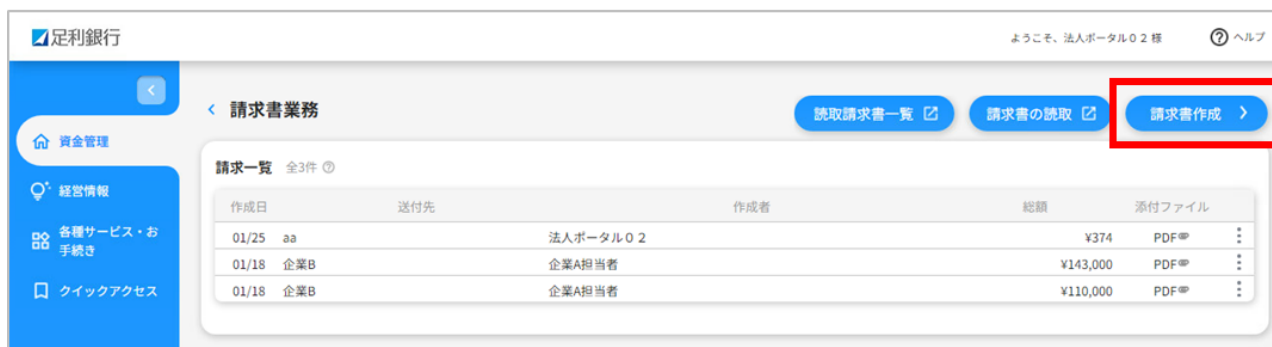 足利銀行
ようこそ、法人ポータル02様
ヘルプ
請求書業務
読取請求書一覧
請求書の読取
請求書作成
資金管理
経営情報
各種サービス・お
手続き
クイックアクセス
請求一覧 全3件
作成日 送付先 作成者 総額 添付ファイル
01/25 aa 法人ポータル02 ¥374 PDF
01/18 企業B 企業A担当者 ¥143,000 PDF
01/18 企業B 企業A担当者 ¥110,000 PDF